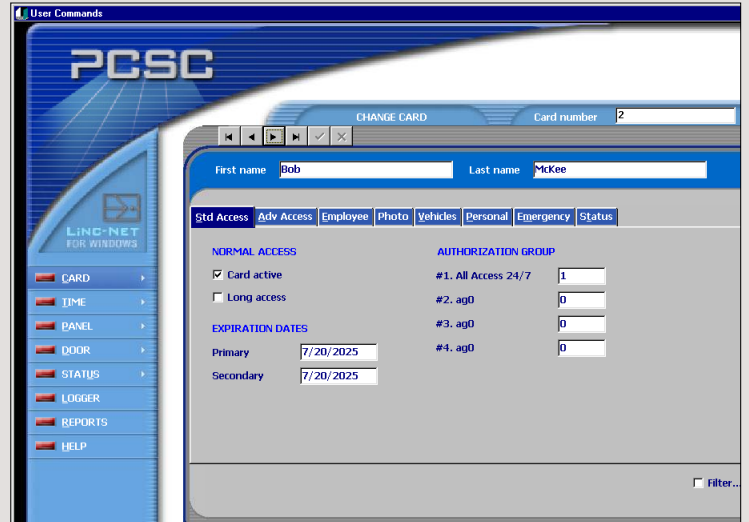 User Commands
PCSC
CHANGE CARD Card number 2
First name Bob Last name McKee
Std Access Adv Access Employee Photo Vehicles Personal Emergency Status
LiNC-NET
FOR WINDOWS
NORMAL ACCESS AUTHORIZATION GROUP
Card active #1. All Access 24/7 1
Long access #2. ag0 0
EXPIRATION DATES #3. ag0 0
Primary 7/20/2025 #4. ag0 0
Secondary 7/20/2025
CARD
TIME
PANEL
DOOR
STATUS
LOGGER
REPORTS
HELP
Filter...